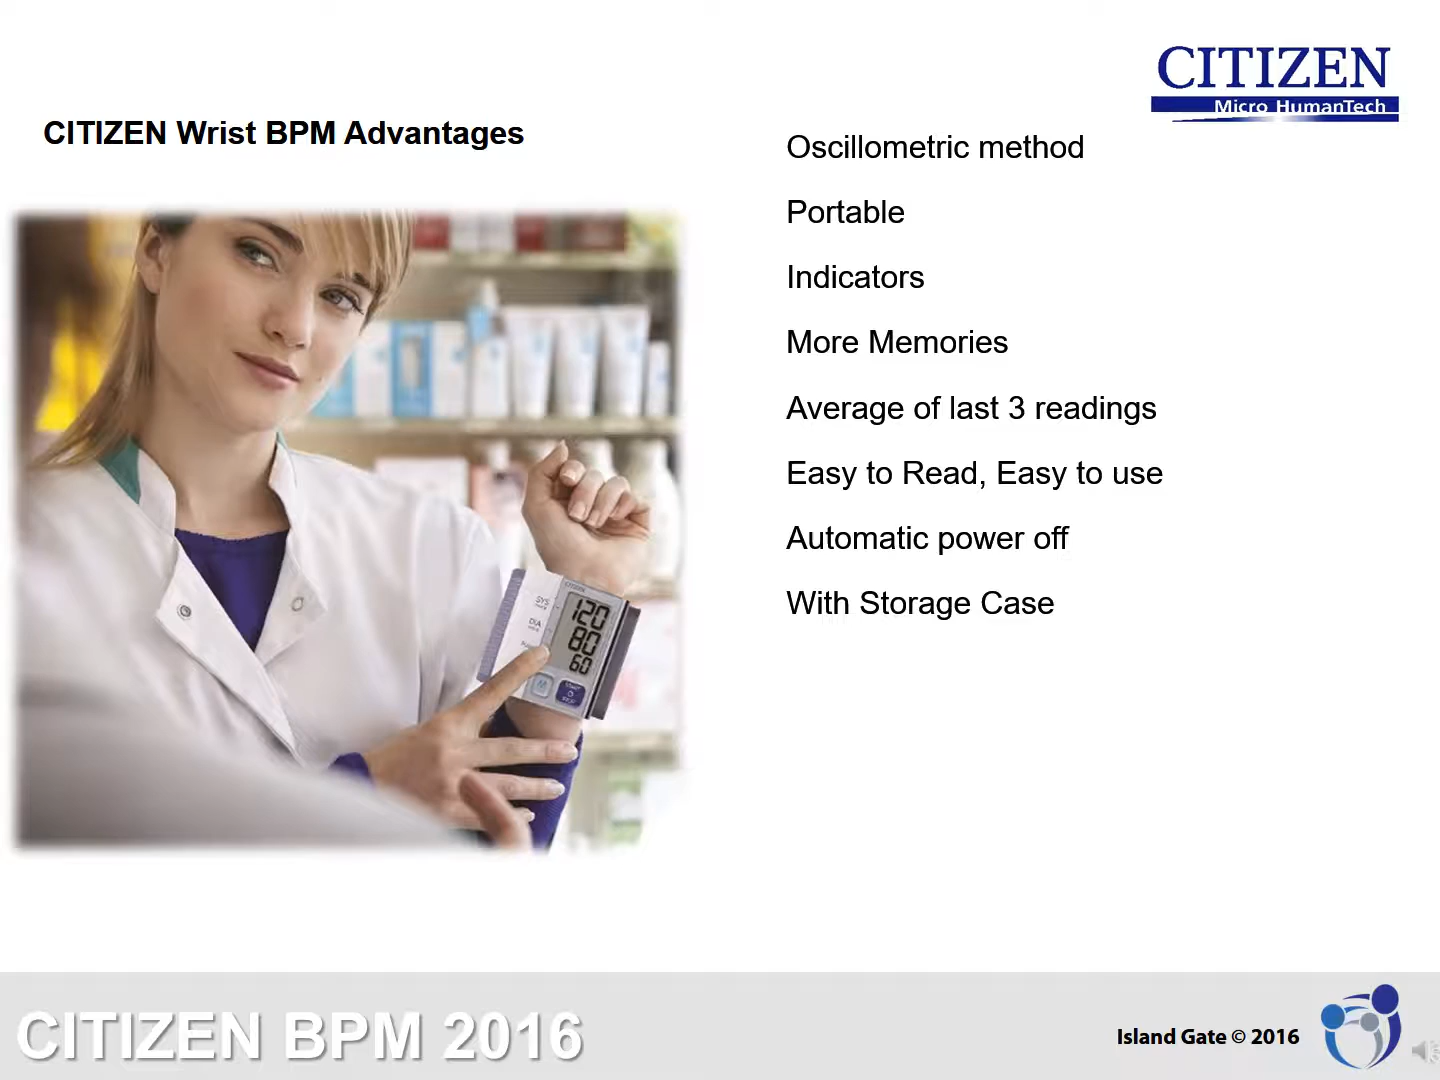 CITIZEN
Micro HumanTech
CITIZEN Wrist BPM Advantages
Oscillometric method
Portable
Indicators
More Memories
Average of last 3 readings
Easy to Read, Easy to use
Automatic power off
With Storage Case
CITIZEN
SYS
120
DIA
80
60
M
CITIZEN BPM 2016
Island Gate © 2016